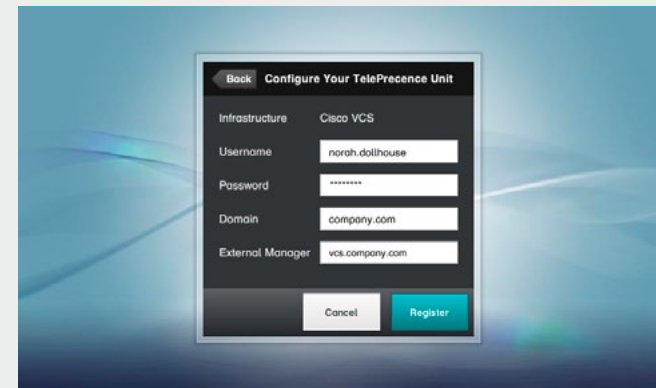 Back Configure Your TelePrecence Unit
Infrastructure Cisco VCS
Username norah.dollhouse
Password ********
Domain company.com
External Manager vcs.company.com
Cancel Register